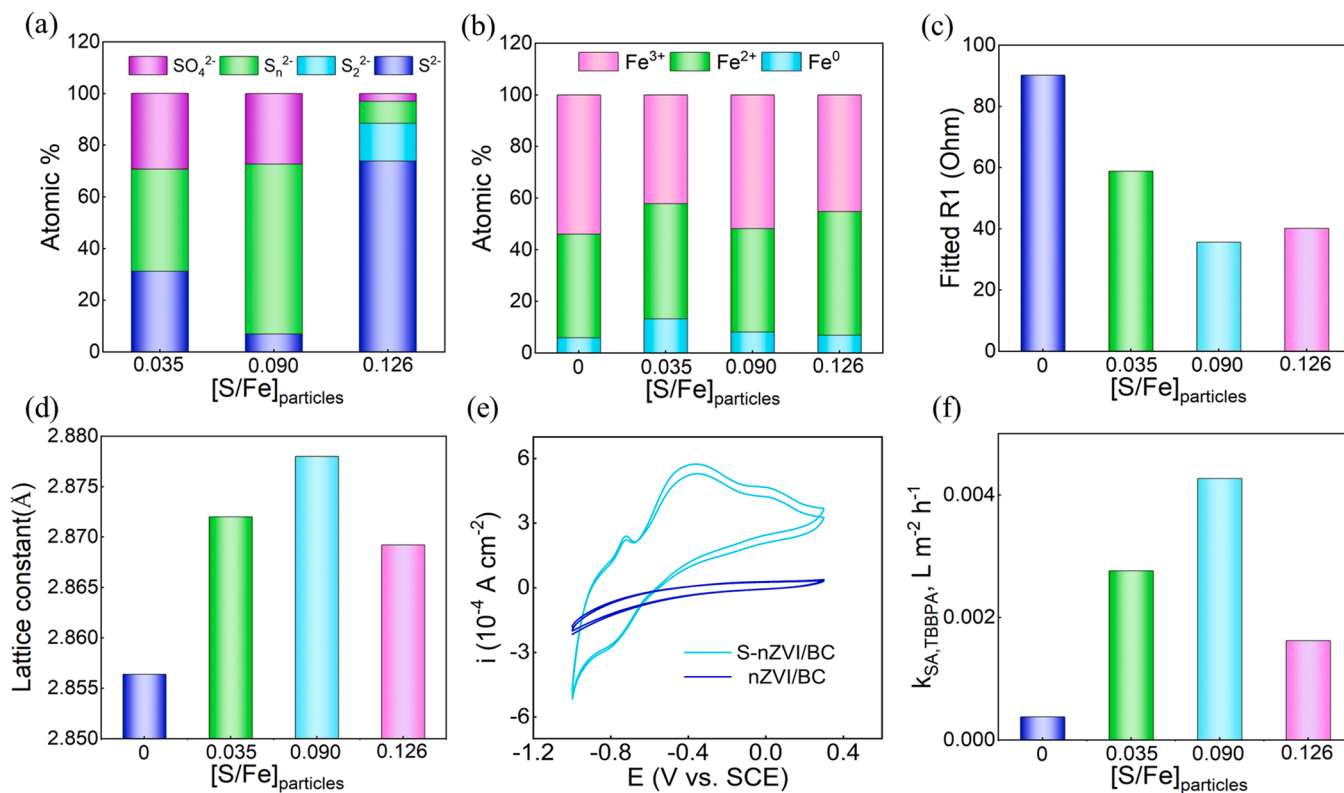 (a)
Atomic %
120
100
80
60
40
20
0
SO₄²⁻ Sₙ²⁻ S₂²⁻ S²⁻
0.035 0.090 0.126
[S/Fe]particles
(b)
Atomic %
120
100
80
60
40
20
0
Fe³⁺ Fe²⁺ Fe⁰
0 0.035 0.090 0.126
[S/Fe]particles
(c)
Fitted R1 (Ohm)
100
80
60
40
20
0
0 0.035 0.090 0.126
[S/Fe]particles
(d)
Lattice constant(Å)
2.880
2.875
2.870
2.865
2.860
2.855
2.850
0 0.035 0.090 0.126
[S/Fe]particles
(e)
i (10⁻⁴ A cm⁻²)
6
3
0
-3
-6
S-nZVI/BC
nZVI/BC
-1.2 -0.8 -0.4 0.0 0.4
E (V vs. SCE)
(f)
kSA,TBBPA, L m⁻² h⁻¹
0.004
0.002
0.000
0 0.035 0.090 0.126
[S/Fe]particles